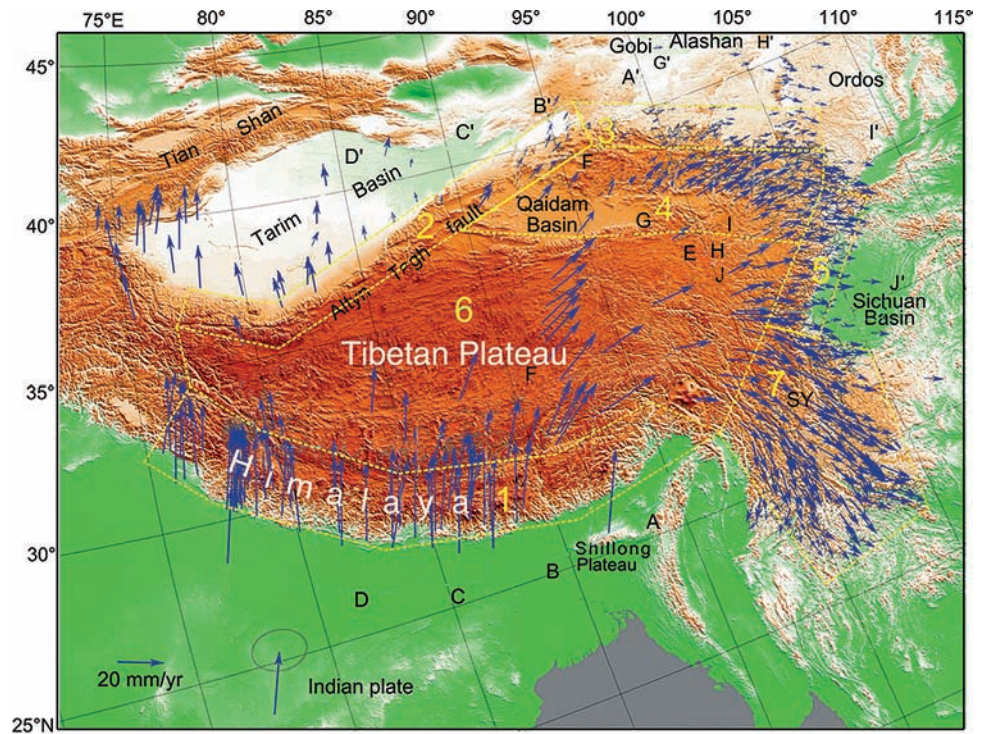 75°E 80° 85° 90° 95° 100° 105° 110° 115°
45°
40°
35°
30°
25°N
Gobi Alashan H'
G'
A'
Ordos
B'
C'
I'
Tian Shan
D'
Tarim Basin
3
F
2
Altyn Tagh fault
Qaidam
Basin
4
G
I
E H
J
5
J'
Sichuan
Basin
6
Tibetan Plateau
F
7
SY
Himalaya
1
A
Shillong
Plateau
B
C
D
20 mm/yr
Indian plate